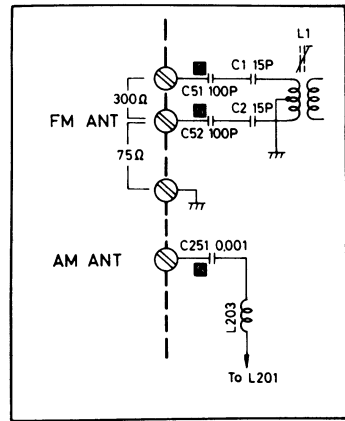 L1
C1 15P
C51 100P
300Ω
FM ANT
C2 15P
C52 100P
75Ω
C251 0,001
AM ANT
L203
To L201